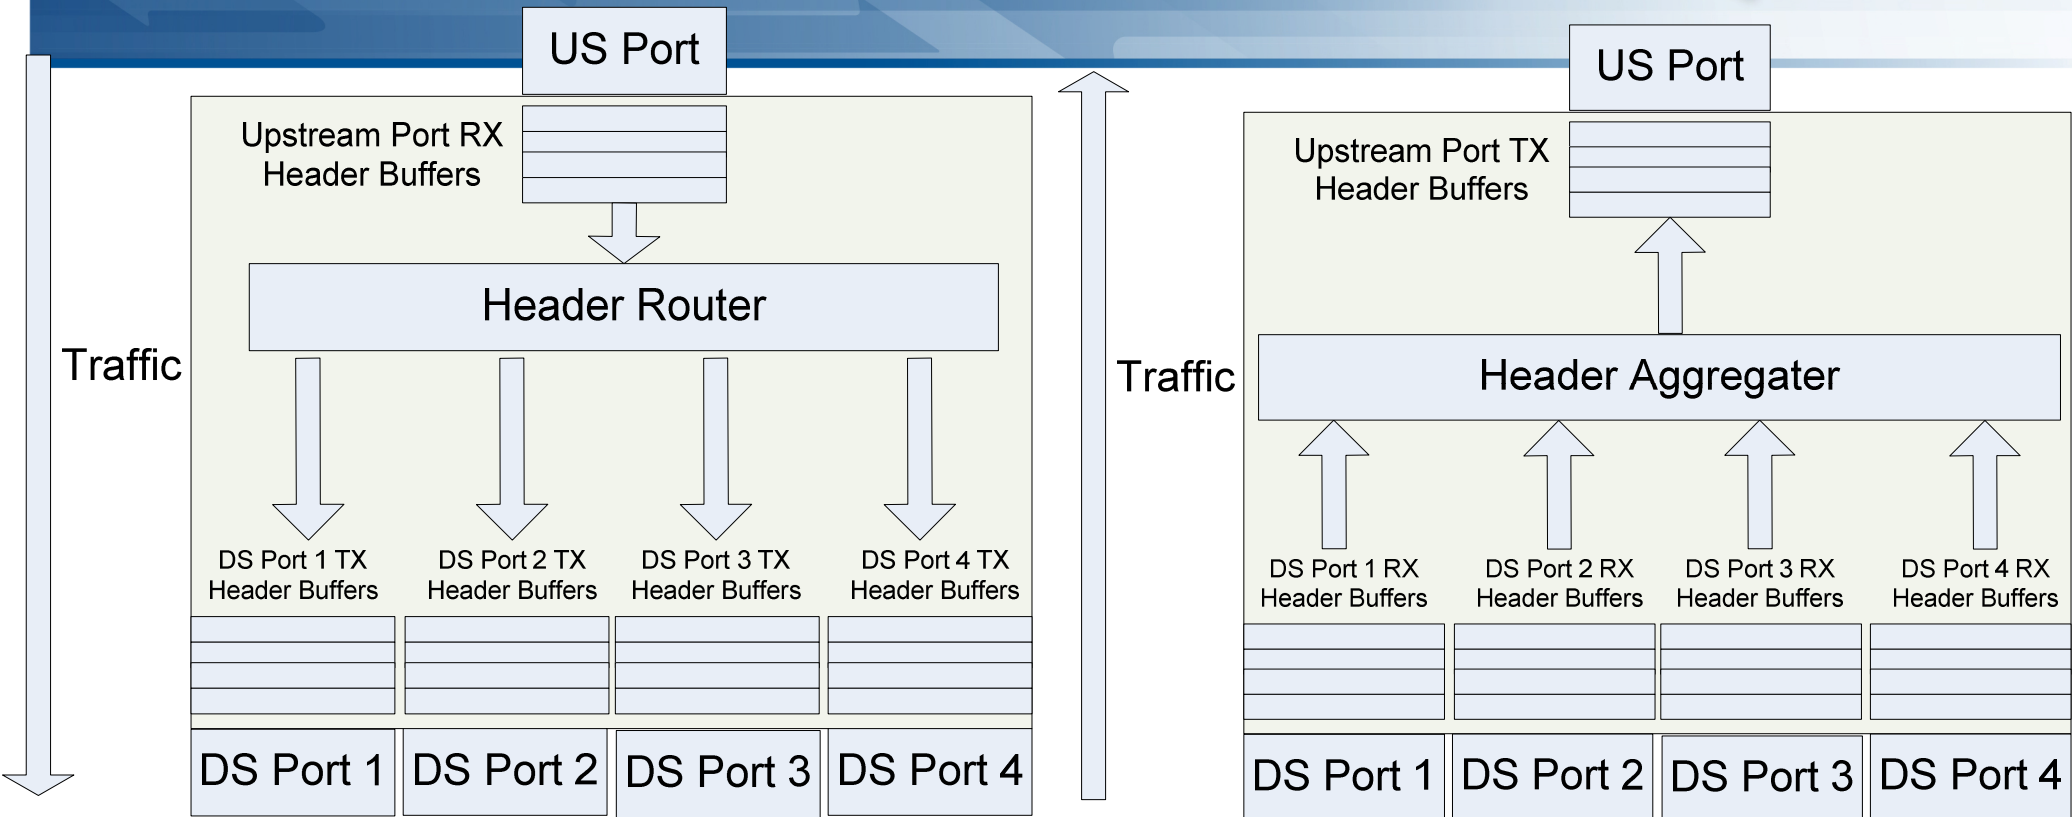 US Port
Upstream Port RX
Header Buffers
Header Router
Traffic
DS Port 1 TX
Header Buffers
DS Port 2 TX
Header Buffers
DS Port 3 TX
Header Buffers
DS Port 4 TX
Header Buffers
DS Port 1
DS Port 2
DS Port 3
DS Port 4
US Port
Upstream Port TX
Header Buffers
Header Aggregater
Traffic
DS Port 1 RX
Header Buffers
DS Port 2 RX
Header Buffers
DS Port 3 RX
Header Buffers
DS Port 4 RX
Header Buffers
DS Port 1
DS Port 2
DS Port 3
DS Port 4